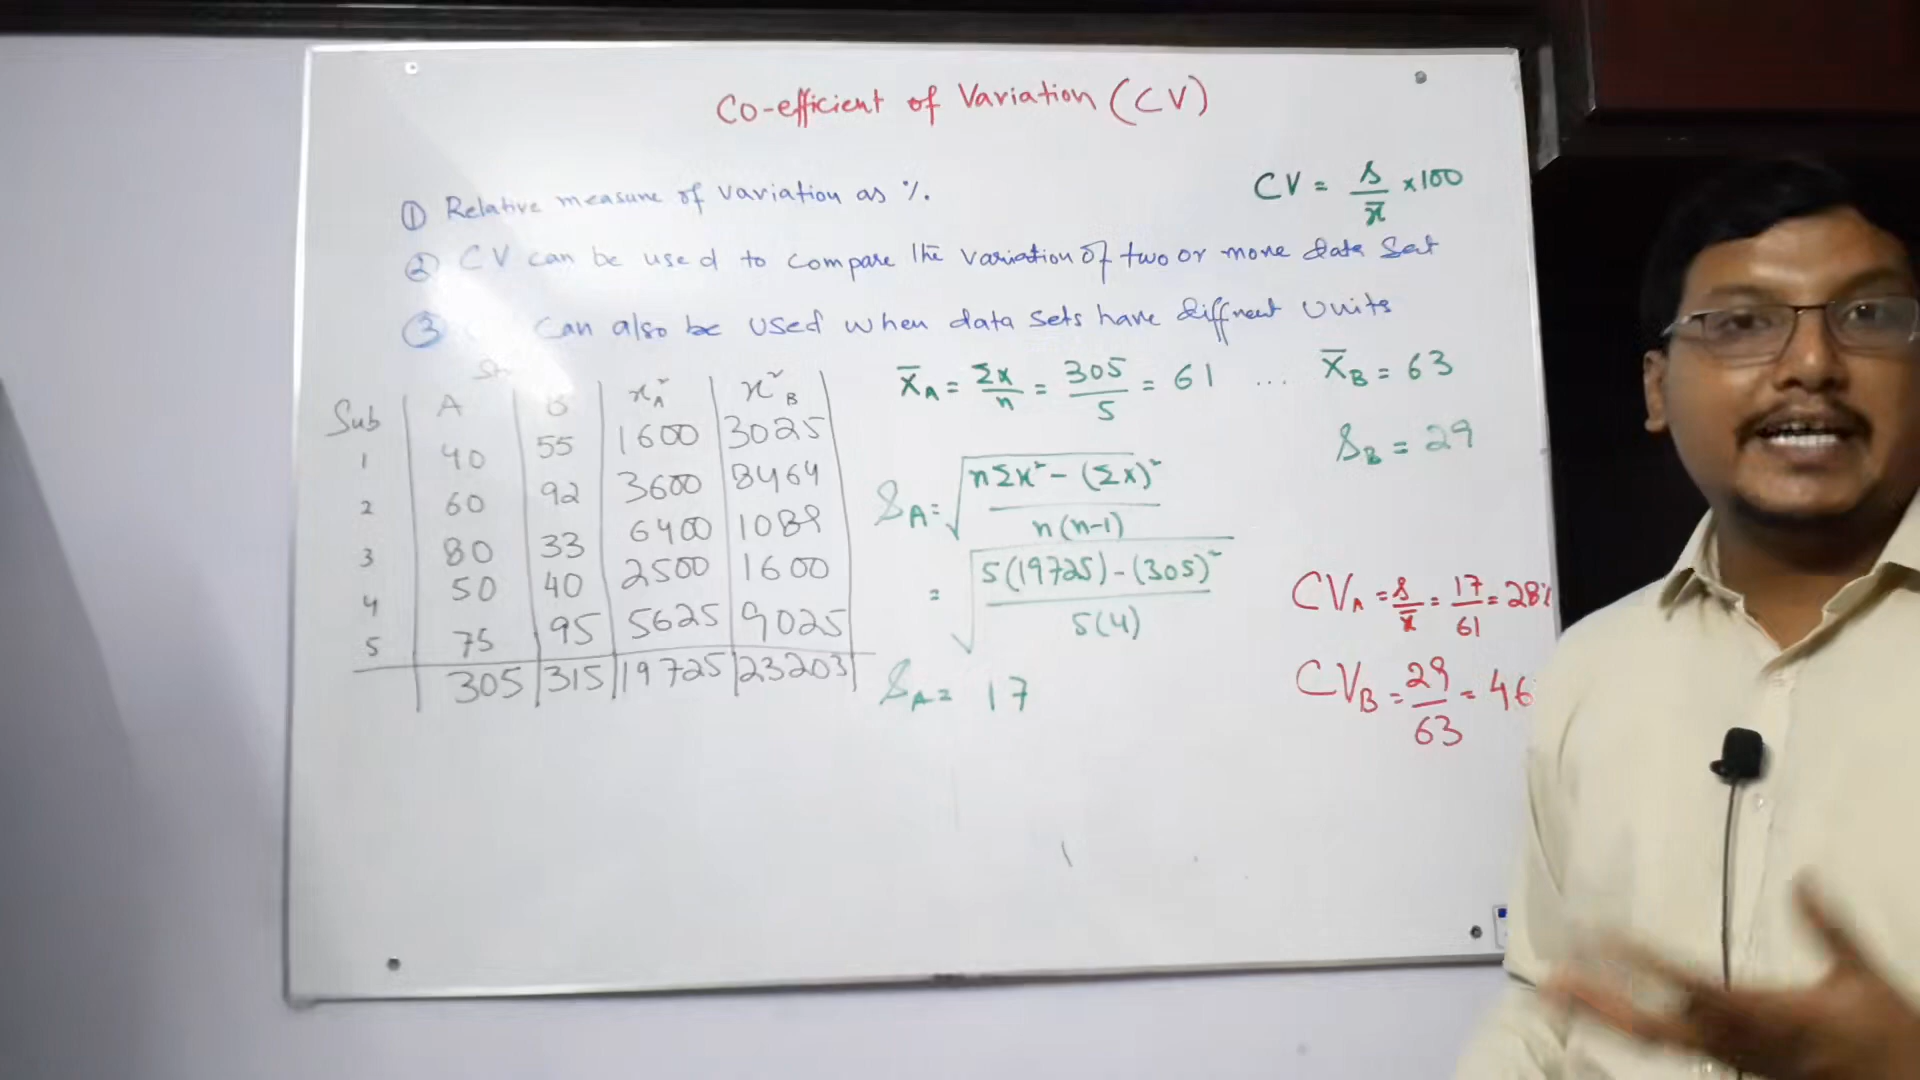 Co-efficient of Variation (CV)
CV = s/x̄ ×100
① Relative measure of variation as %.
② CV can be used to compare the variation of two or more data set
③ can also be used when data sets have diffrent units
x̄A = Σx/n = 305/5 = 61 ... x̄B = 63
Sub | A | B | x²A | x²B
1 40 55 1600 3025
2 60 92 3600 8464
3 80 33 6400 1089
4 50 40 2500 1600
5 75 95 5625 9025
305 | 315 | 19725 | 23203
SB = 29
SA = √(nΣx² - (Σx)² / n(n-1))
= √(5(19725) - (305)² / 5(4))
SA = 17
CVA = s/x̄ = 17/61 = 28%
CVB = 29/63 = 46